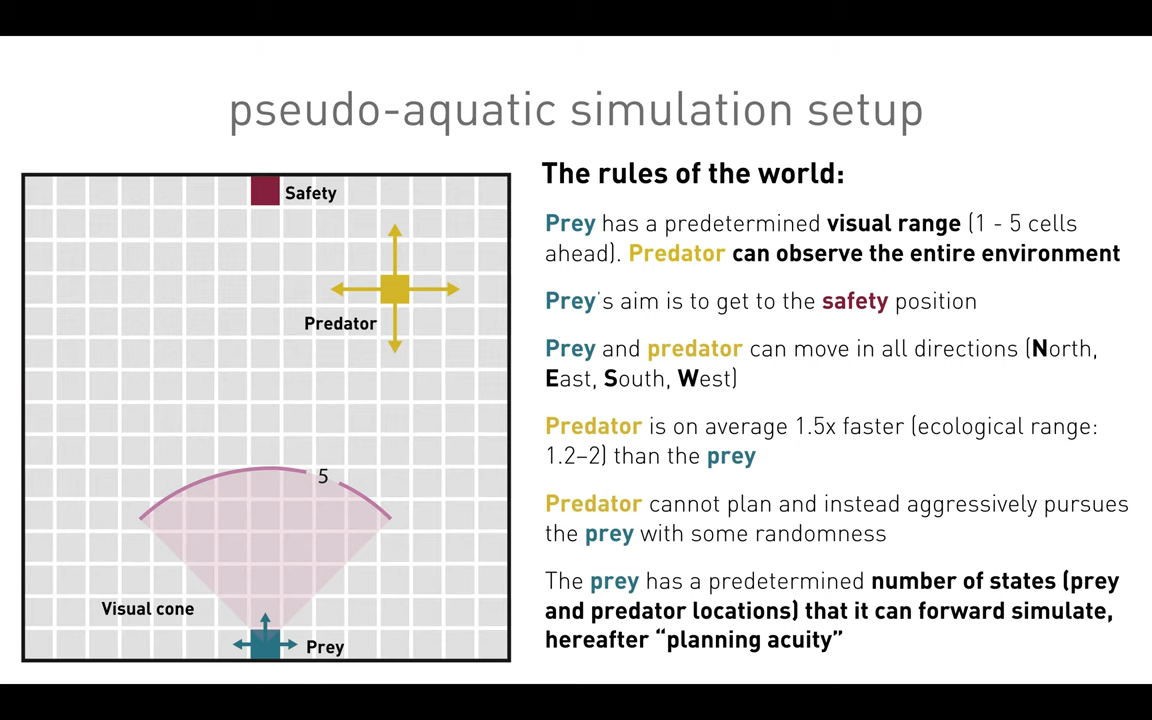 pseudo-aquatic simulation setup
Safety
Predator
5
Visual cone
Prey
The rules of the world:
Prey has a predetermined visual range (1 - 5 cells
ahead). Predator can observe the entire environment
Prey's aim is to get to the safety position
Prey and predator can move in all directions (North,
East, South, West)
Predator is on average 1.5x faster (ecological range:
1.2–2) than the prey
Predator cannot plan and instead aggressively pursues
the prey with some randomness
The prey has a predetermined number of states (prey
and predator locations) that it can forward simulate,
hereafter “planning acuity”